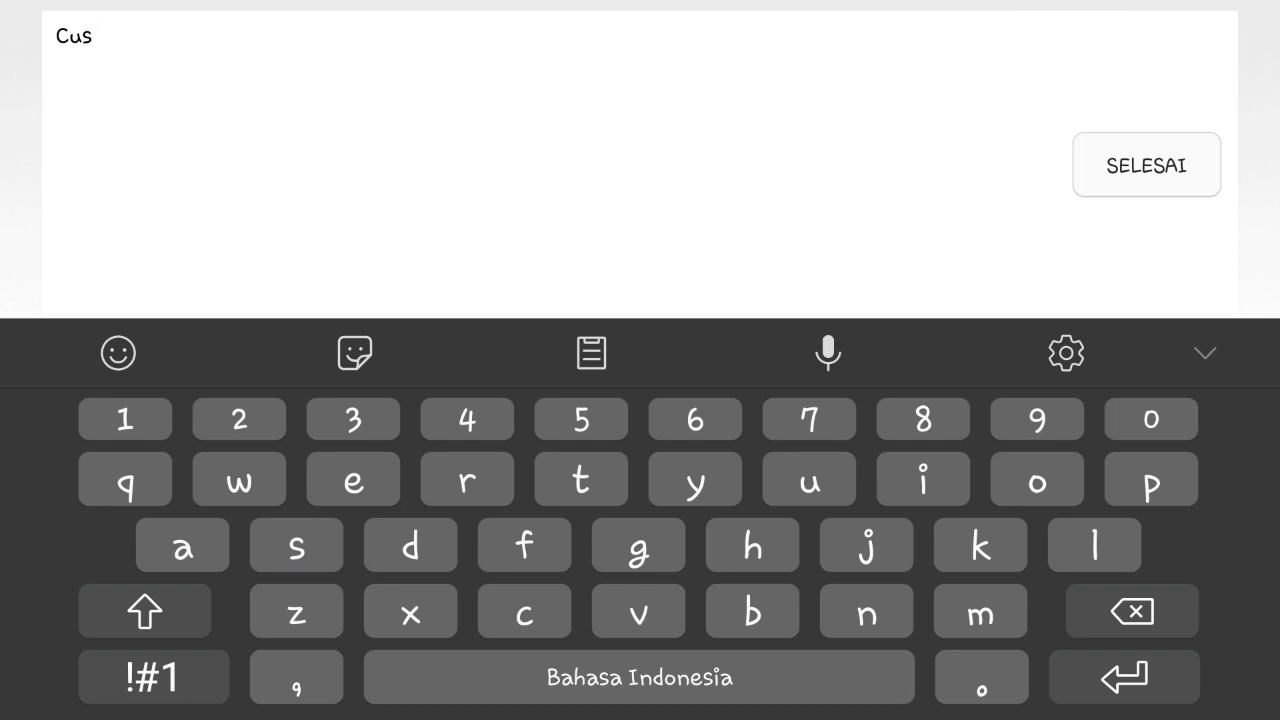 Cus
SELESAI
1 2 3 4 5 6 7 8 9 0
q w e r t y u i o p
a s d f g h j k l
z x c v b n m
!#1 , Bahasa Indonesia .